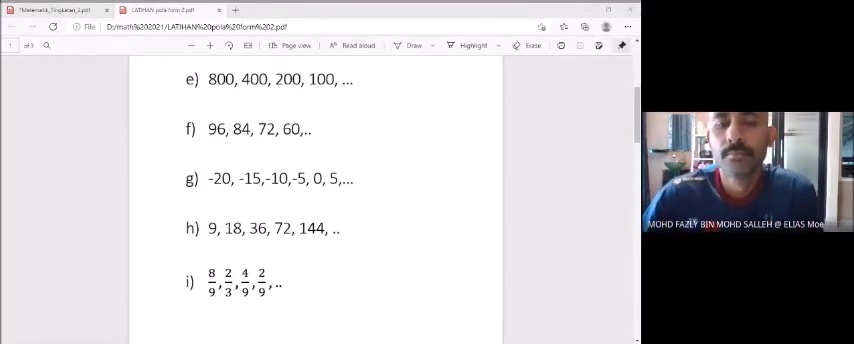 *Matematik_Tingkatan_2.pdf
LATIHAN pola form 2.pdf
File
D:/math%202021/LATIHAN%20pola%20form%202.pdf
1 of 3
Page view
Read aloud
Draw
Highlight
Erase
e) 800, 400, 200, 100, ...
f) 96, 84, 72, 60,..
g) -20, -15,-10,-5, 0, 5,...
h) 9, 18, 36, 72, 144, ..
i) 8/9, 2/3, 4/9, 2/9, ..
MOHD FAZLY BIN MOHD SALLEH @ ELIAS Moe